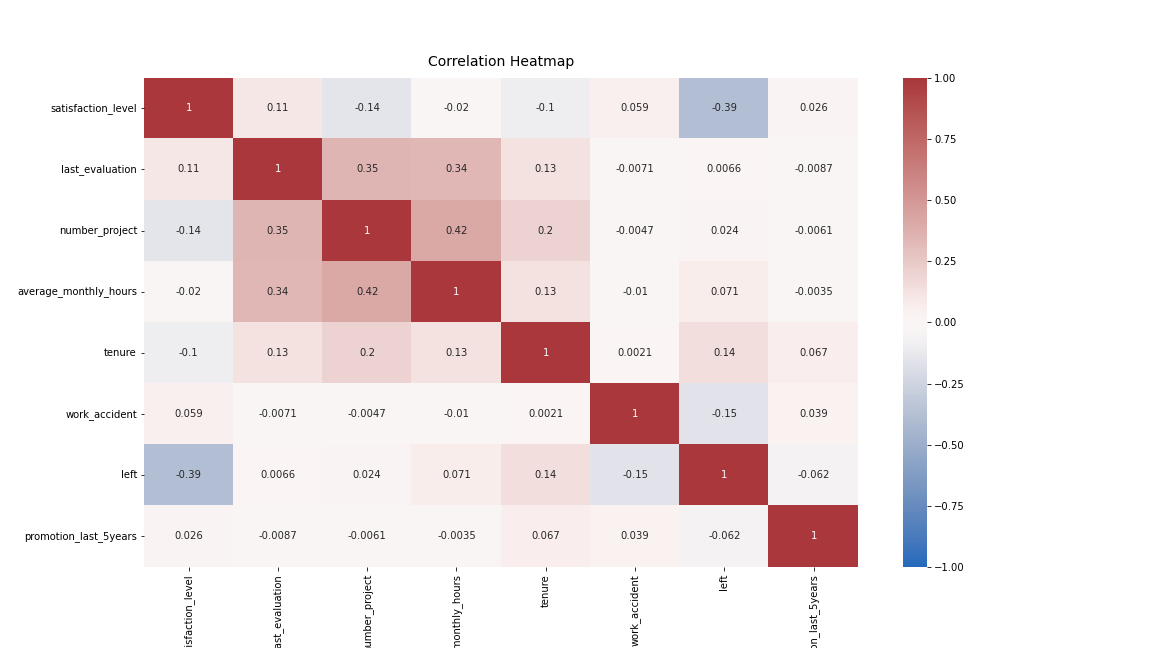 Correlation Heatmap
satisfaction_level 1 0.11 -0.14 -0.02 -0.1 0.059 -0.39 0.026
last_evaluation 0.11 1 0.35 0.34 0.13 -0.0071 0.0066 -0.0087
number_project -0.14 0.35 1 0.42 0.2 -0.0047 0.024 -0.0061
average_monthly_hours -0.02 0.34 0.42 1 0.13 -0.01 0.071 -0.0035
tenure -0.1 0.13 0.2 0.13 1 0.0021 0.14 0.067
work_accident 0.059 -0.0071 -0.0047 -0.01 0.0021 1 -0.15 0.039
left -0.39 0.0066 0.024 0.071 0.14 -0.15 1 -0.062
promotion_last_5years 0.026 -0.0087 -0.0061 -0.0035 0.067 0.039 -0.062 1
isfaction_level
ast_evaluation
umber_project
monthly_hours
tenure
work_accident
left
on_last_5years
1.00
0.75
0.50
0.25
0.00
−0.25
−0.50
−0.75
−1.00